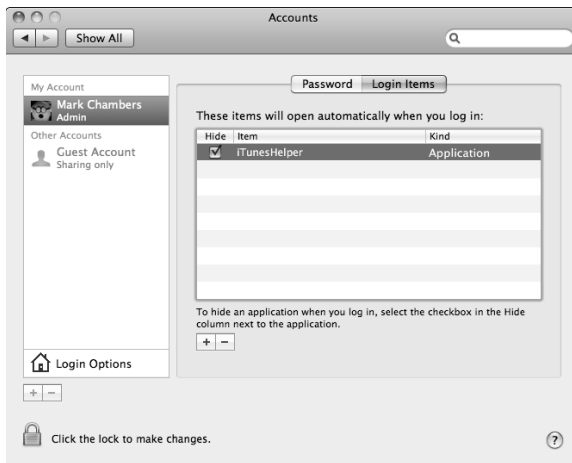 Accounts
Show All
My Account
Mark Chambers
Admin
Other Accounts
Guest Account
Sharing only
Login Options
Password Login Items
These items will open automatically when you log in:
Hide Item Kind
iTunesHelper Application
To hide an application when you log in, select the checkbox in the Hide
column next to the application.
+ −
+ −
Click the lock to make changes.
?